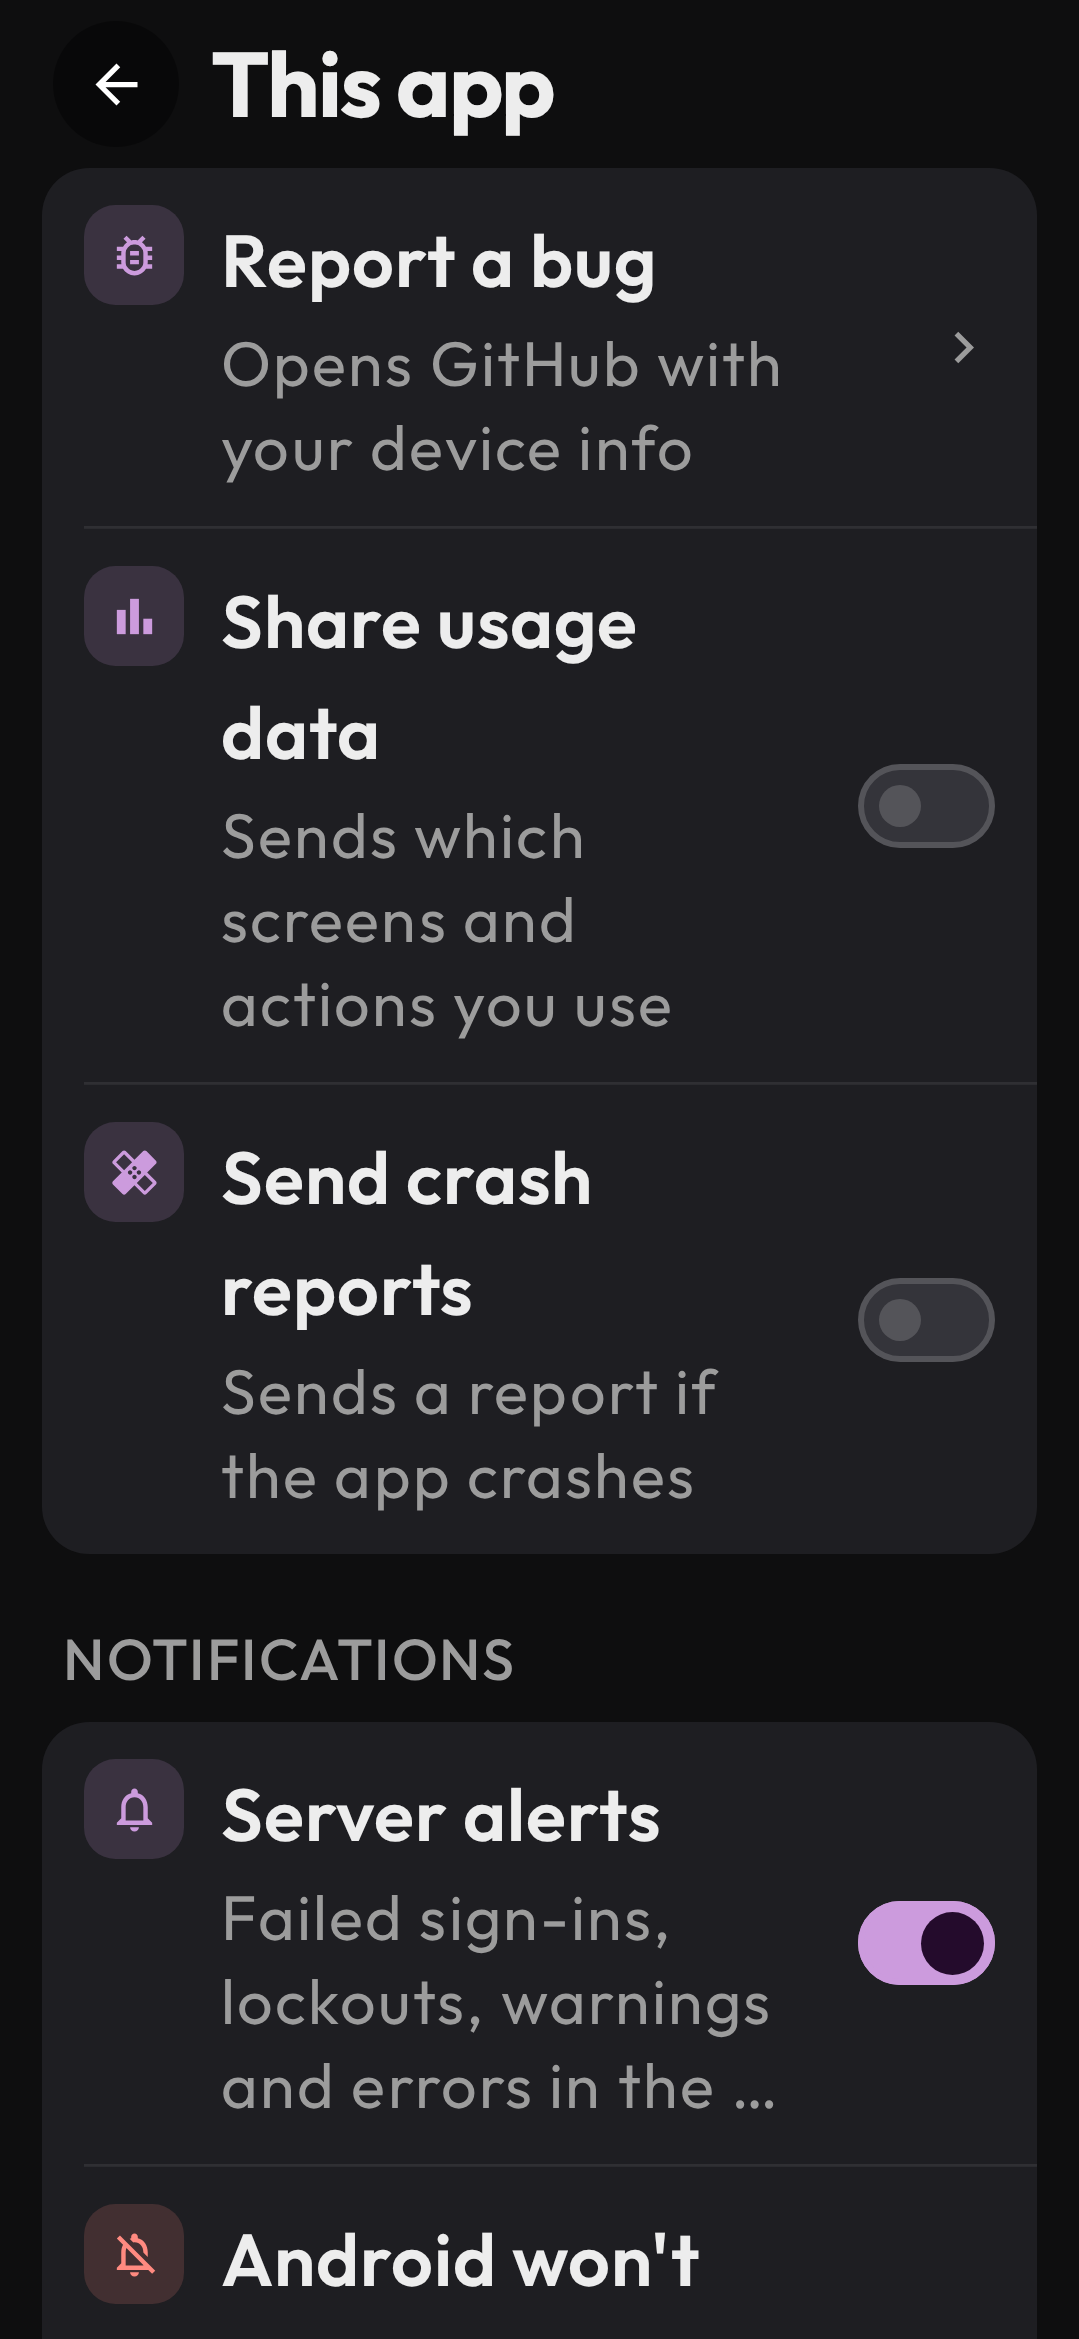 This app
Report a bug
Opens GitHub with
your device info
Share usage
data
Sends which
screens and
actions you use
Send crash
reports
Sends a report if
the app crashes
NOTIFICATIONS
Server alerts
Failed sign-ins,
lockouts, warnings
and errors in the ...
Android won't